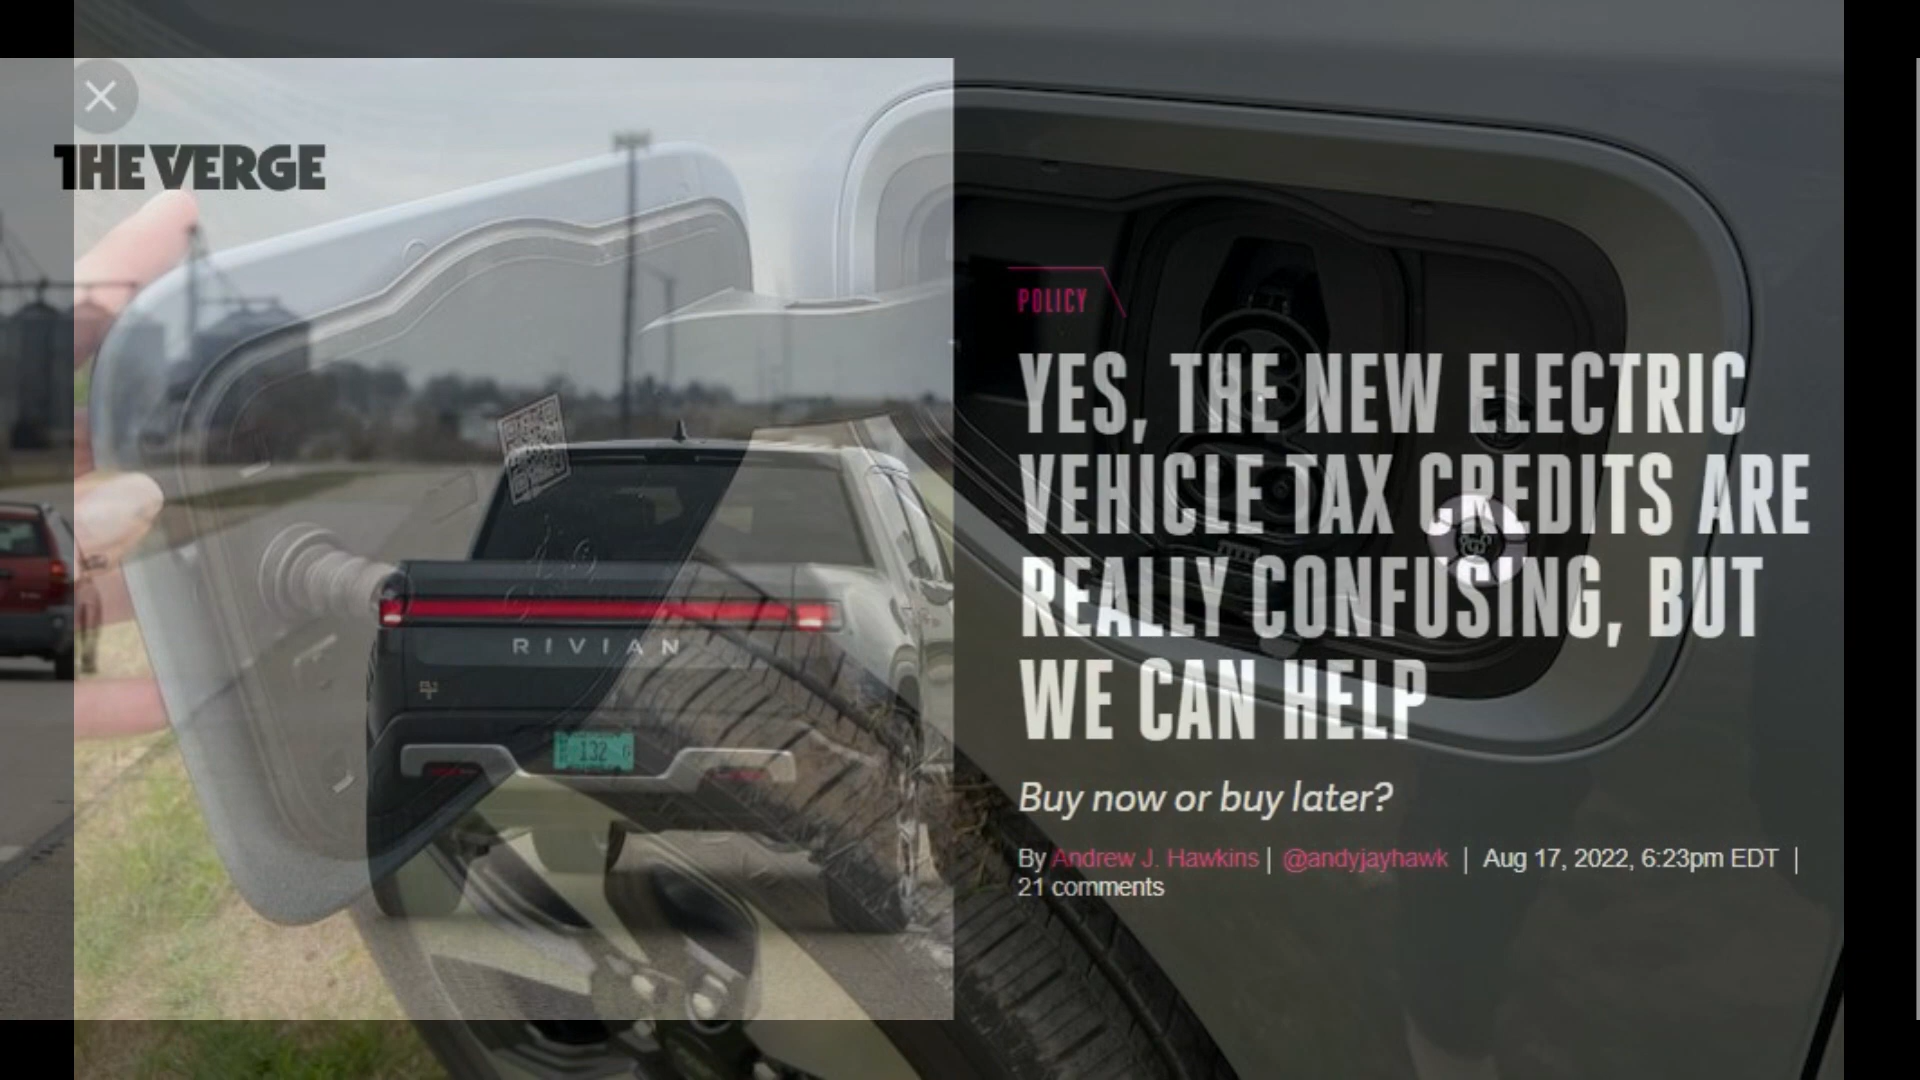 THE VERGE
POLICY
YES, THE NEW ELECTRIC
VEHICLE TAX CREDITS ARE
REALLY CONFUSING, BUT
WE CAN HELP
Buy now or buy later?
By Andrew J. Hawkins | @andyjayhawk | Aug 17, 2022, 6:23pm EDT |
21 comments
RIVIAN
132